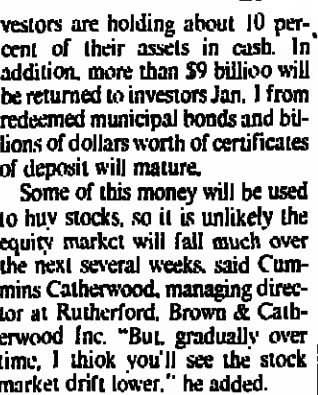 vestors are holding about 10 per-
cent of their assets in cash. In
addition, more than $9 billioo will
be returned to investors Jan. 1 from
redeemed municipal bonds and bil-
lions of dollars worth of certificates
of deposit will mature.
Some of this money will be used
to buy stocks, so it is unlikely the
equity market will fall much over
the next several weeks, said Cum-
mins Catherwood, managing direc-
tor at Rutherford, Brown & Cath-
erwood Inc. "But, gradually over
time, I thiok you'll see the stock
market drift lower." he added.